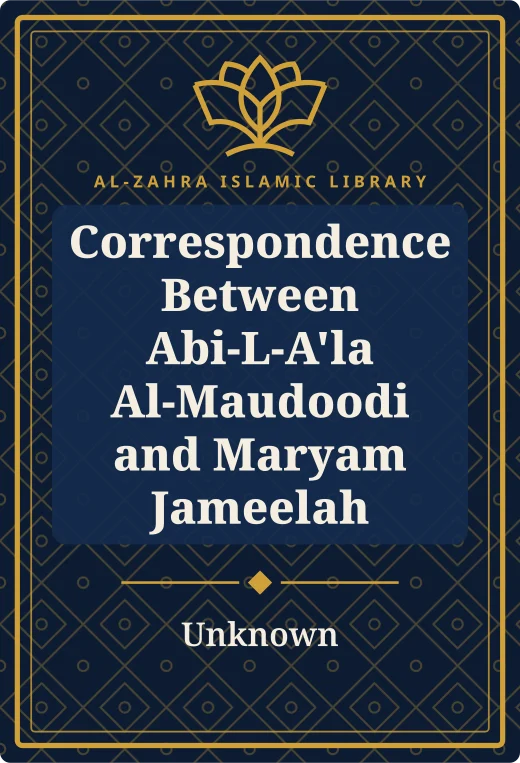 AL-ZAHRA ISLAMIC LIBRARY
Correspondence
Between
Abi-L-A'la
Al-Maudoodi
and Maryam
Jameelah
Unknown